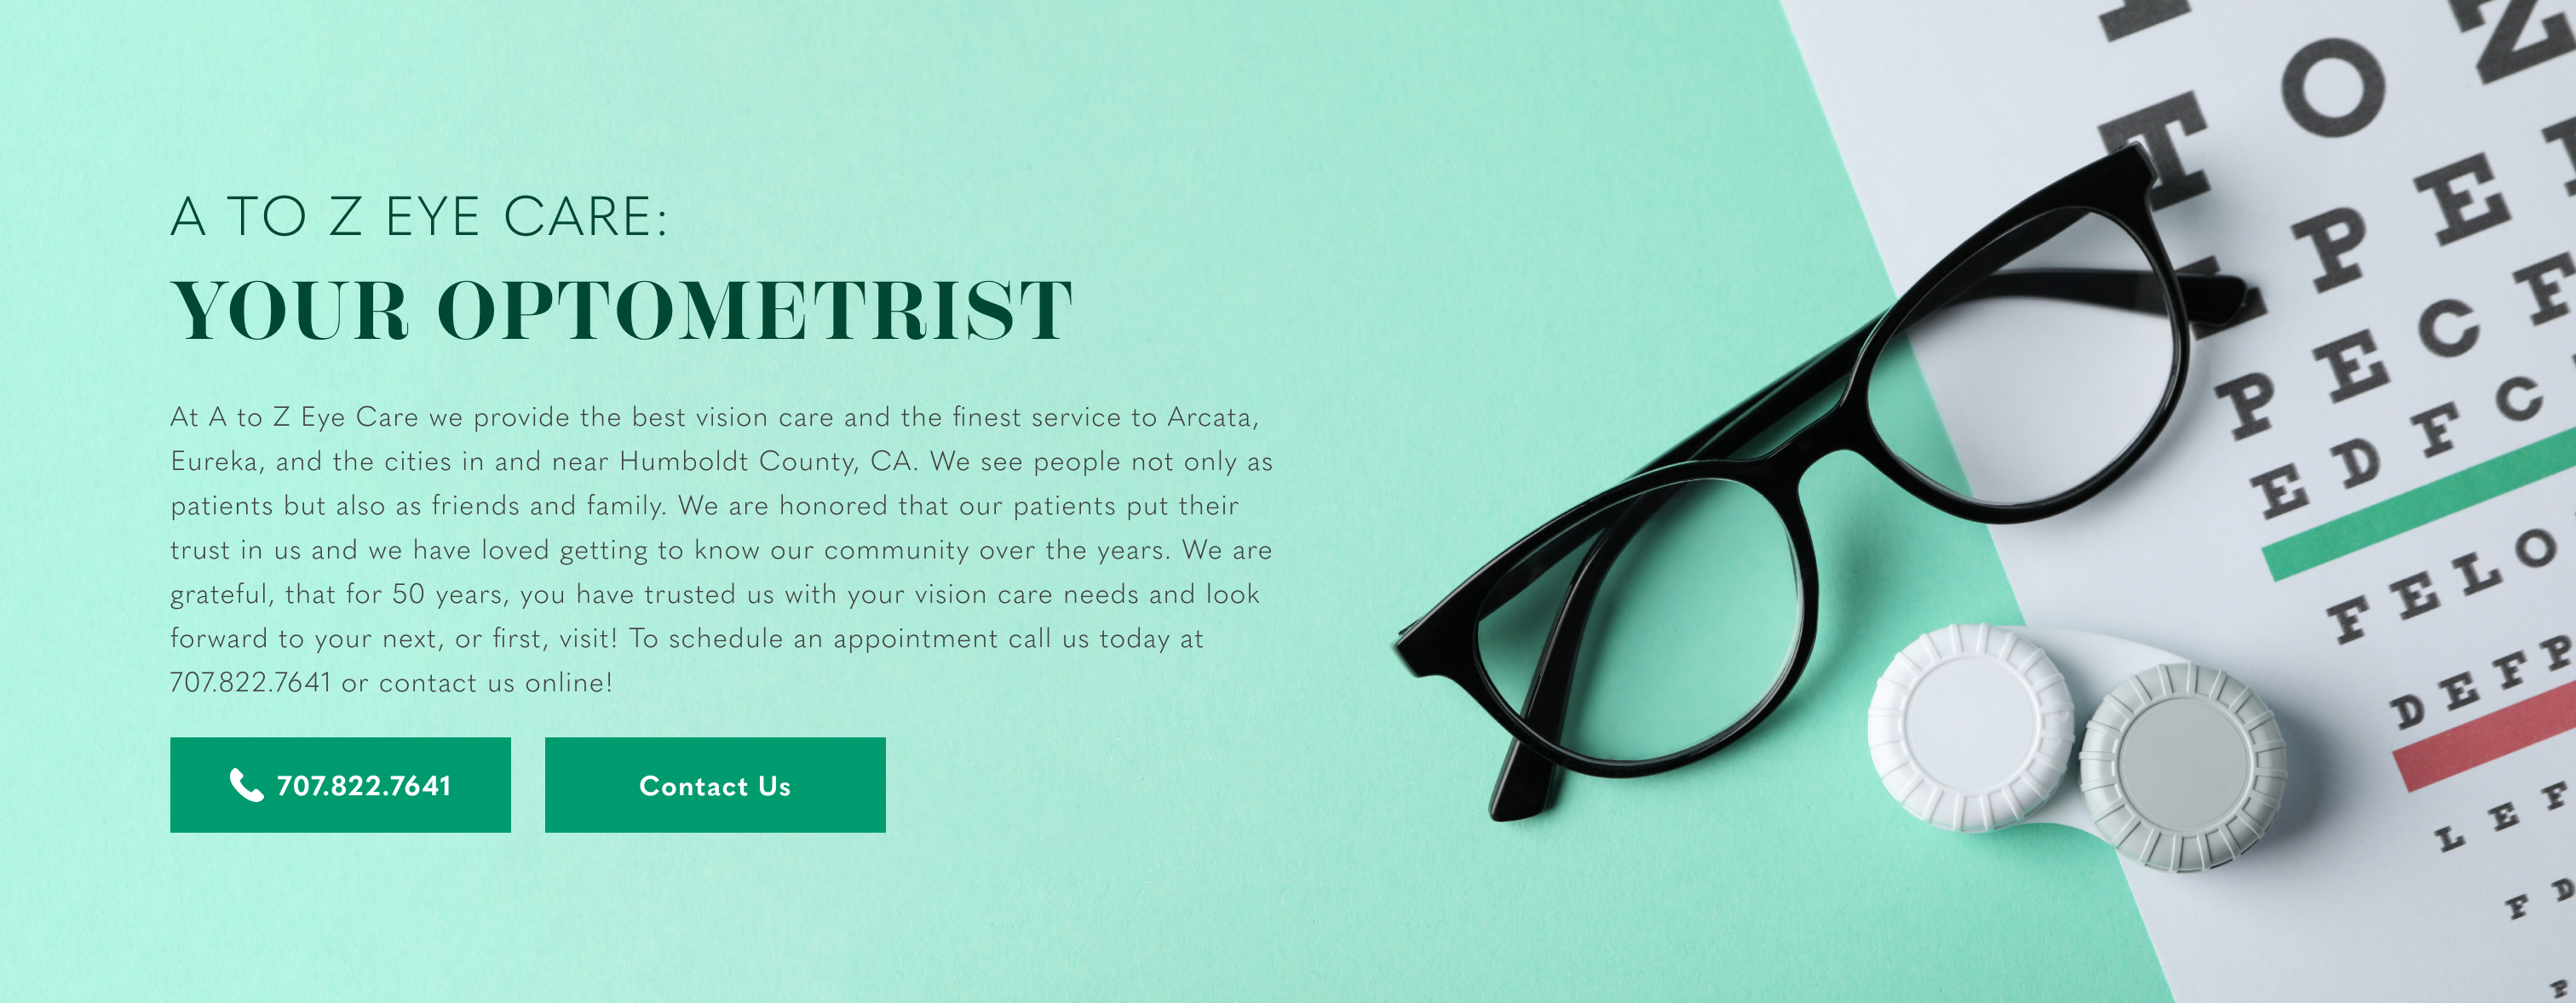 A TO Z EYE CARE:
YOUR OPTOMETRIST
At A to Z Eye Care we provide the best vision care and the finest service to Arcata,
Eureka, and the cities in and near Humboldt County, CA. We see people not only as
patients but also as friends and family. We are honored that our patients put their
trust in us and we have loved getting to know our community over the years. We are
grateful, that for 50 years, you have trusted us with your vision care needs and look
forward to your next, or first, visit! To schedule an appointment call us today at
707.822.7641 or contact us online!
707.822.7641
Contact Us
T O Z
P E
P E C F
E D F C
F E L O
D E F P
L E F
F D